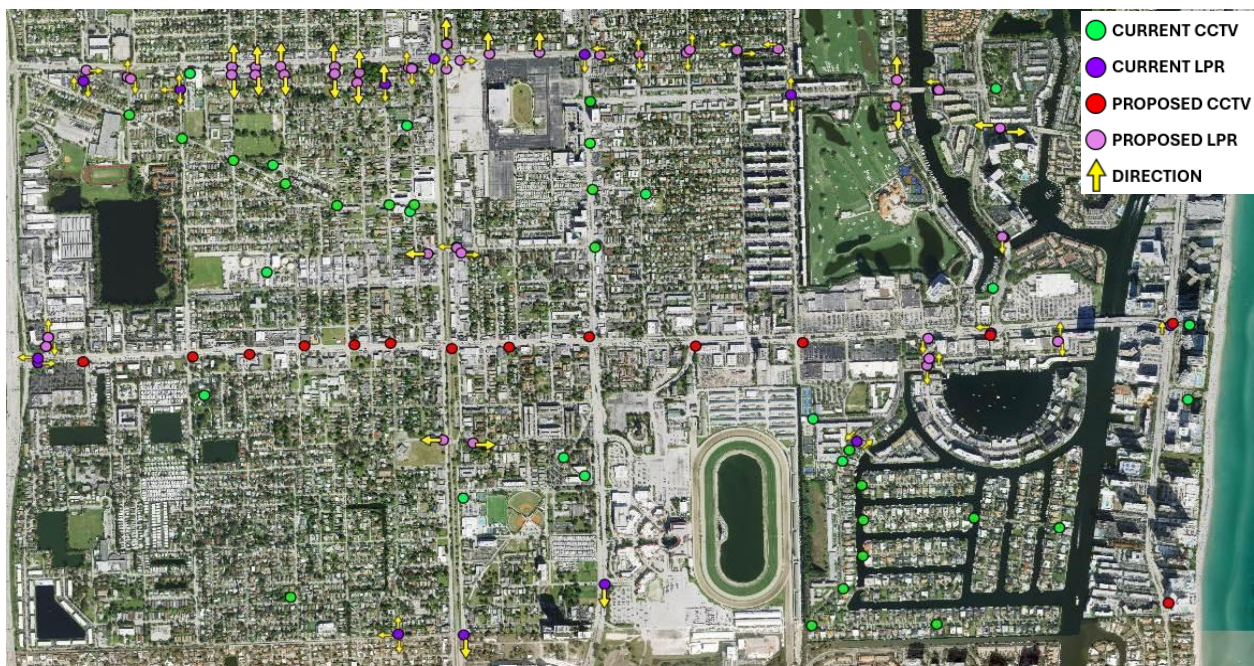 CURRENT CCTV
CURRENT LPR
PROPOSED CCTV
PROPOSED LPR
DIRECTION